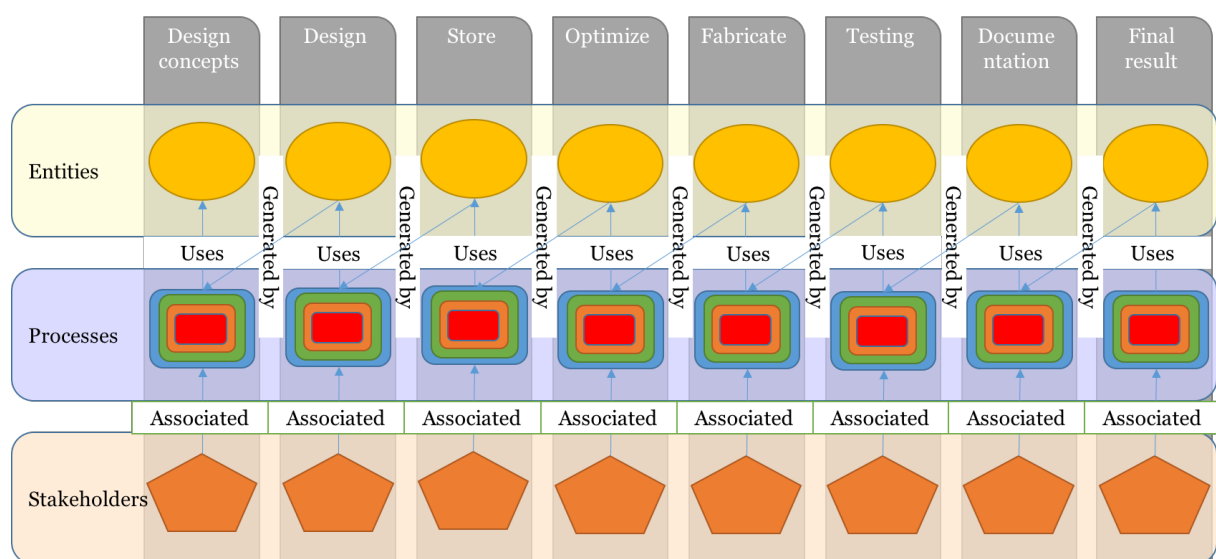 Design
concepts
Design
Store
Optimize
Fabricate
Testing
Docume
ntation
Final
result
Entities
Generated by
Generated by
Generated by
Generated by
Generated by
Generated by
Generated by
Uses
Uses
Uses
Uses
Uses
Uses
Uses
Uses
Processes
Associated
Associated
Associated
Associated
Associated
Associated
Associated
Associated
Stakeholders